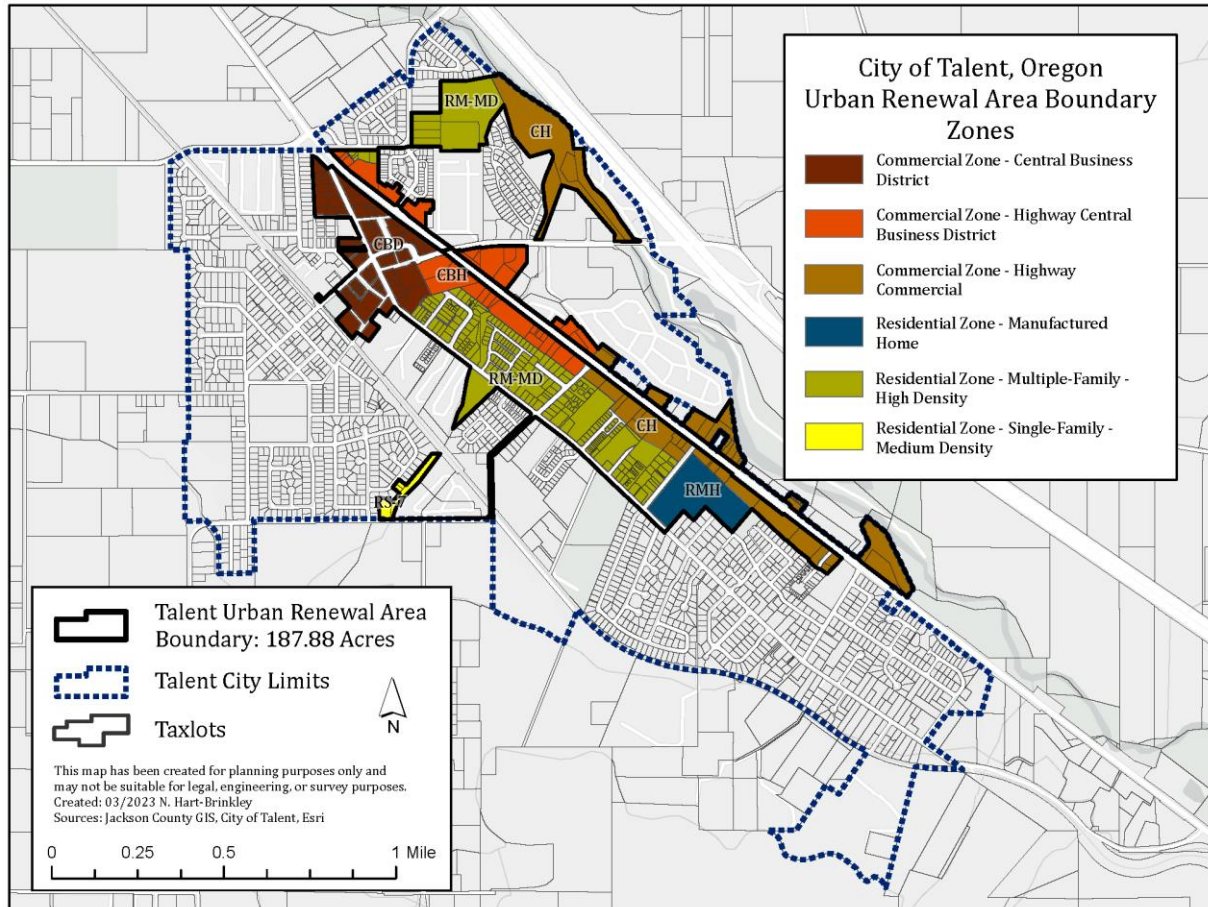 City of Talent, Oregon
Urban Renewal Area Boundary
Zones
Commercial Zone - Central Business
District
Commercial Zone - Highway Central
Business District
Commercial Zone - Highway
Commercial
Residential Zone - Manufactured
Home
Residential Zone - Multiple-Family -
High Density
Residential Zone - Single-Family -
Medium Density
RM-MD
CH
CBD
CBH
RM-MD
CH
RMH
RS-7
Talent Urban Renewal Area
Boundary: 187.88 Acres
Talent City Limits
Taxlots
N
This map has been created for planning purposes only and
may not be suitable for legal, engineering, or survey purposes.
Created: 03/2023 N. Hart-Brinkley
Sources: Jackson County GIS, City of Talent, Esri
0 0.25 0.5 1 Mile